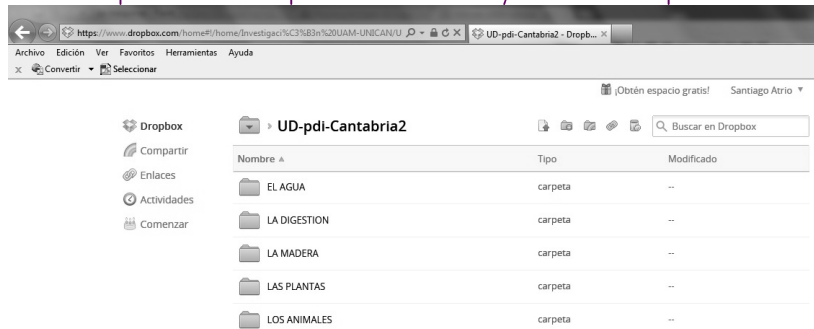 https://www.dropbox.com/home#!/home/Investigaci%C3%B3n%20UAM-UNICAN/U
UD-pdi-Cantabria2 - Dropb... ×
Archivo Edición Ver Favoritos Herramientas Ayuda
x Convertir Seleccionar
¡Obtén espacio gratis! Santiago Atrio
Dropbox
Compartir
Enlaces
Actividades
Comenzar
UD-pdi-Cantabria2
Buscar en Dropbox
Nombre Tipo Modificado
EL AGUA carpeta --
LA DIGESTION carpeta --
LA MADERA carpeta --
LAS PLANTAS carpeta --
LOS ANIMALES carpeta --